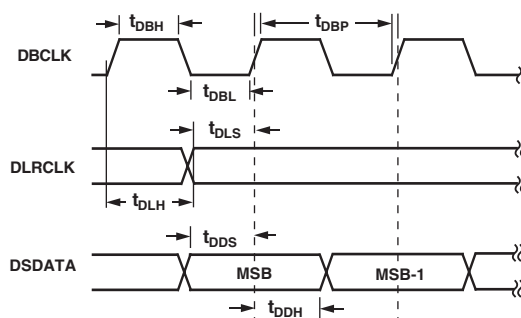 tDBH
tDBP
DBCLK
tDBL
tDLS
DLRCLK
tDLH
tDDS
DSDATA
MSB
MSB-1
tDDH